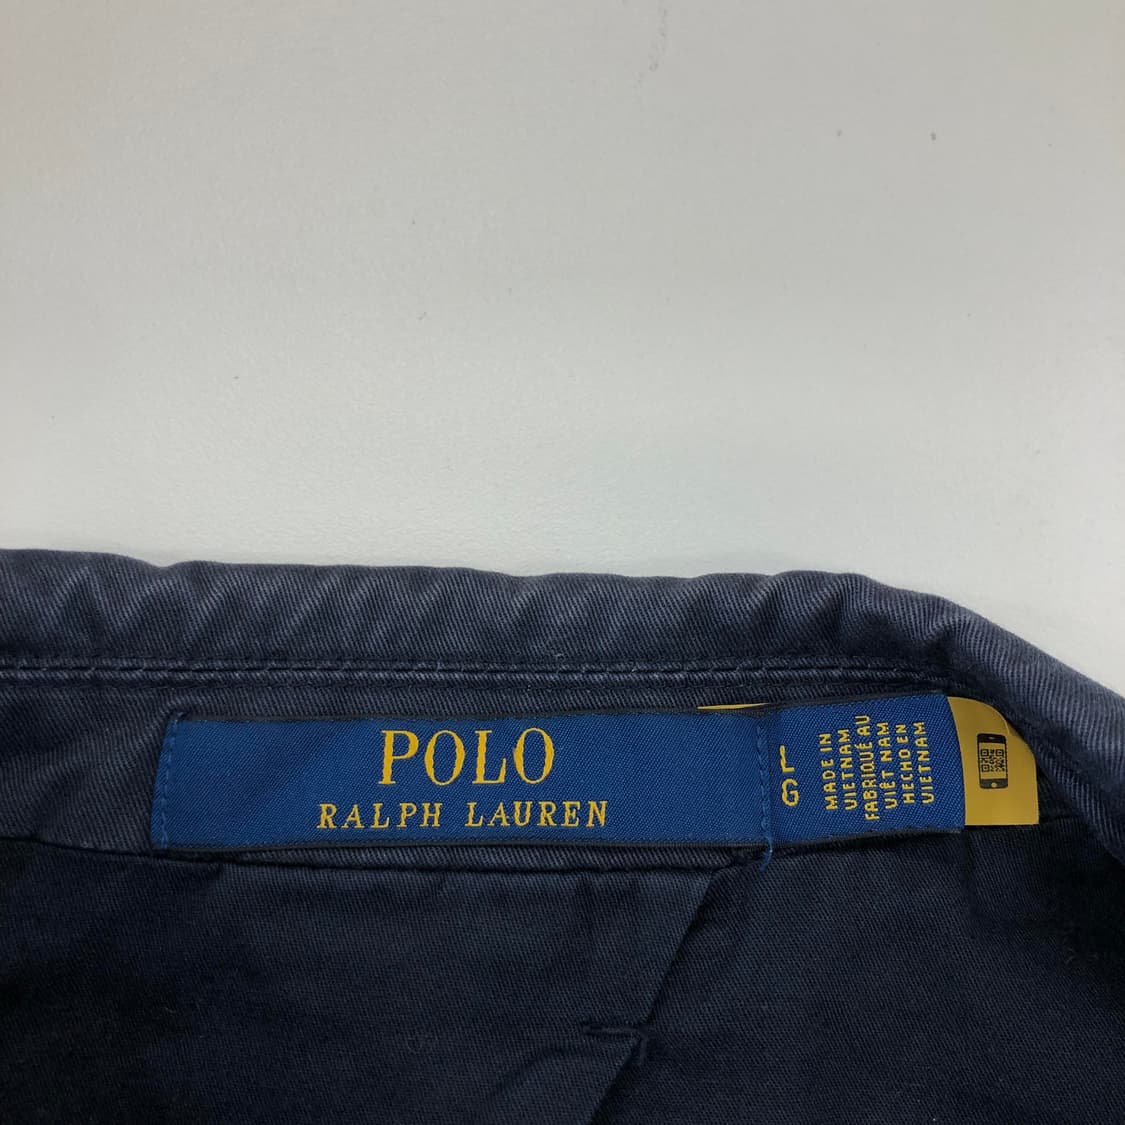 POLO
RALPH LAUREN
L
G
MADE IN
VIETNAM
FABRIQUÉ AU
VIÊT NAM
HECHO EN
VIETNAM